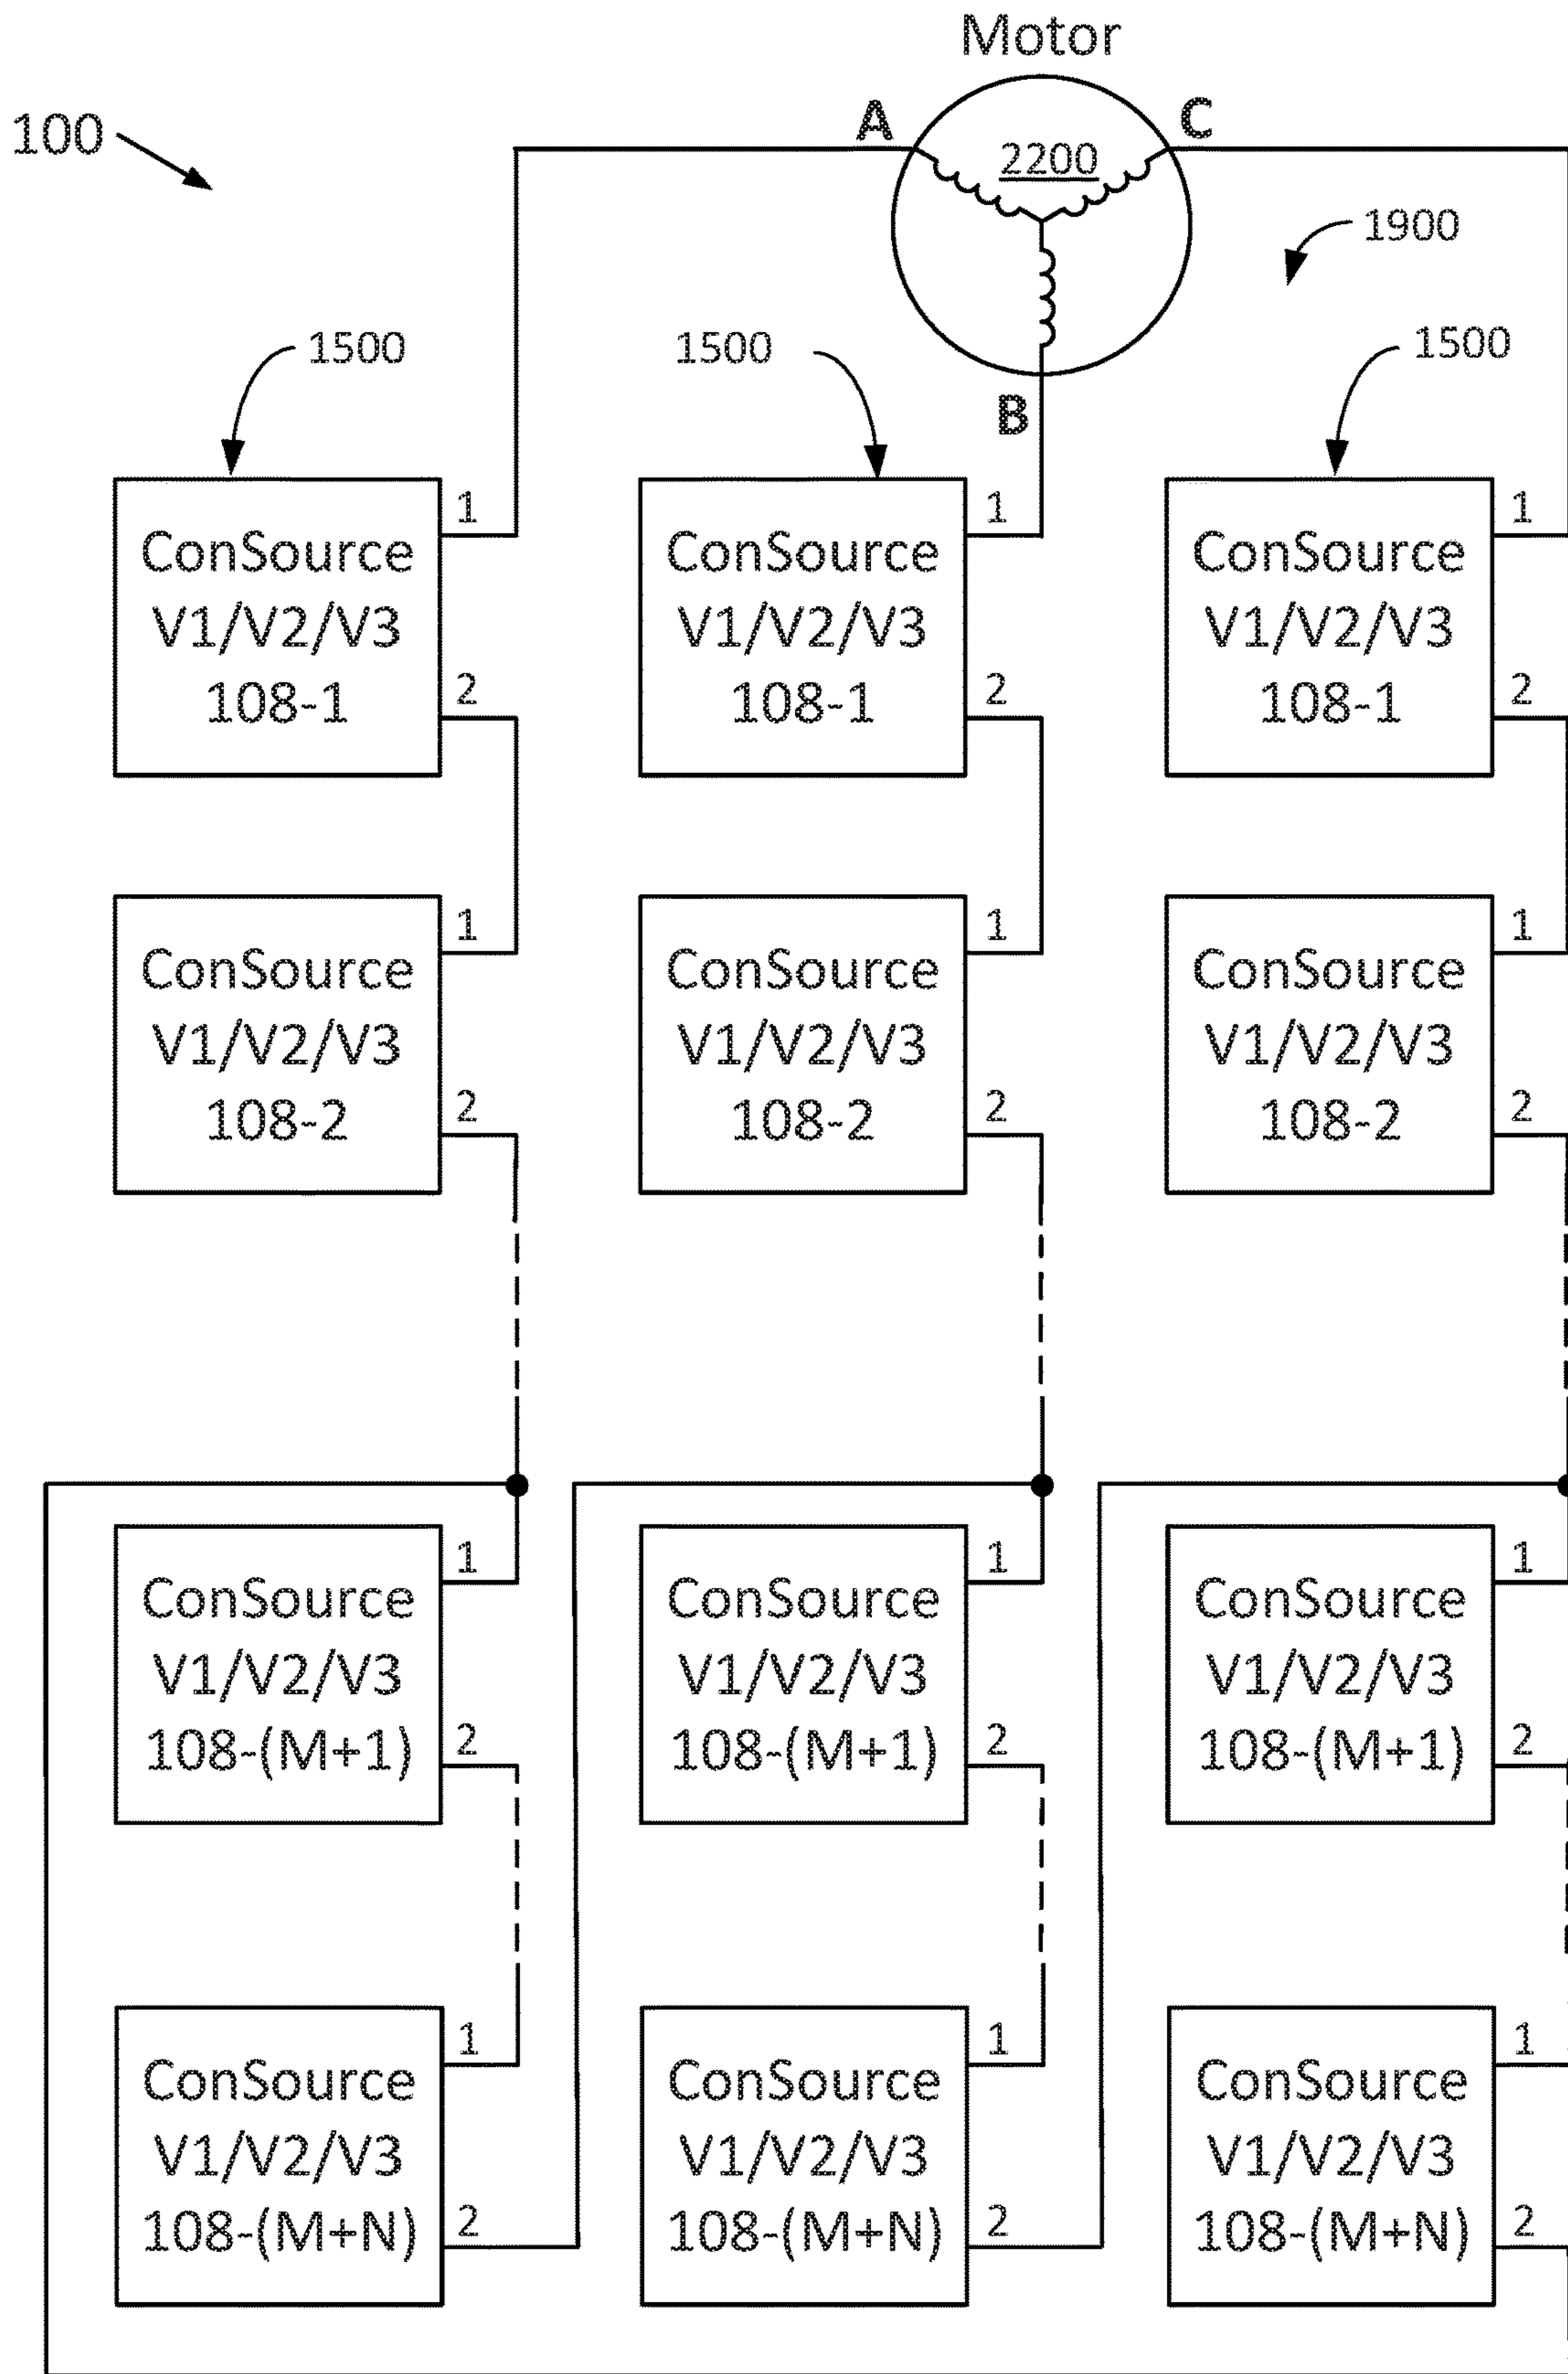 Motor
100
A
C
2200
1900
1500
1500
1500
B
1
1
1
ConSource
V1/V2/V3
108-1
ConSource
V1/V2/V3
108-1
ConSource
V1/V2/V3
108-1
2
2
2
1
1
1
ConSource
V1/V2/V3
108-2
ConSource
V1/V2/V3
108-2
ConSource
V1/V2/V3
108-2
2
2
2
1
1
1
ConSource
V1/V2/V3
108-(M+1)
ConSource
V1/V2/V3
108-(M+1)
ConSource
V1/V2/V3
108-(M+1)
2
2
2
1
1
1
ConSource
V1/V2/V3
108-(M+N)
ConSource
V1/V2/V3
108-(M+N)
ConSource
V1/V2/V3
108-(M+N)
2
2
2